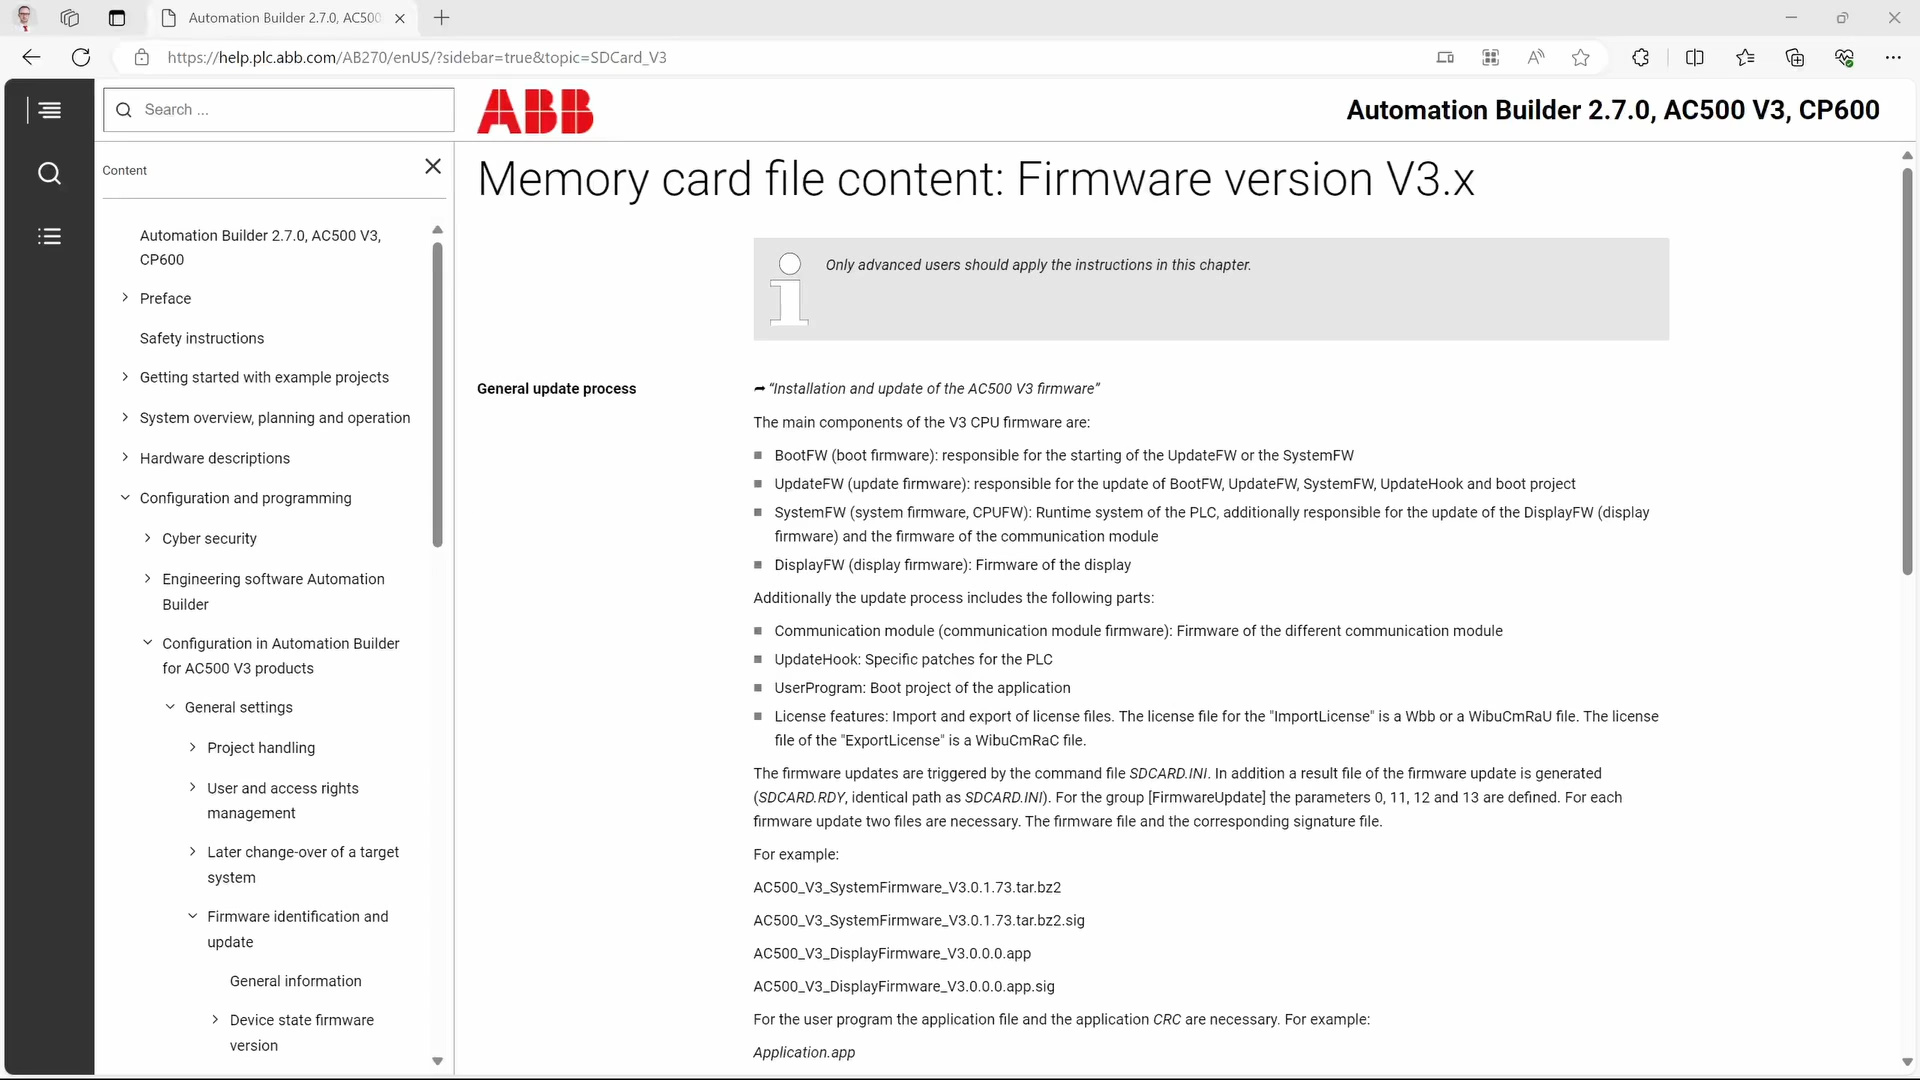 Automation Builder 2.7.0, AC500
https://help.plc.abb.com/AB270/enUS/?sidebar=true&topic=SDCard_V3
Search ...
ABB
Automation Builder 2.7.0, AC500 V3, CP600
Content
Automation Builder 2.7.0, AC500 V3,
CP600
Preface
Safety instructions
Getting started with example projects
System overview, planning and operation
Hardware descriptions
Configuration and programming
Cyber security
Engineering software Automation
Builder
Configuration in Automation Builder
for AC500 V3 products
General settings
Project handling
User and access rights
management
Later change-over of a target
system
Firmware identification and
update
General information
Device state firmware
version
Memory card file content: Firmware version V3.x
Only advanced users should apply the instructions in this chapter.
General update process
➦ “Installation and update of the AC500 V3 firmware”
The main components of the V3 CPU firmware are:
■ BootFW (boot firmware): responsible for the starting of the UpdateFW or the SystemFW
■ UpdateFW (update firmware): responsible for the update of BootFW, UpdateFW, SystemFW, UpdateHook and boot project
■ SystemFW (system firmware, CPUFW): Runtime system of the PLC, additionally responsible for the update of the DisplayFW (display
firmware) and the firmware of the communication module
■ DisplayFW (display firmware): Firmware of the display
Additionally the update process includes the following parts:
■ Communication module (communication module firmware): Firmware of the different communication module
■ UpdateHook: Specific patches for the PLC
■ UserProgram: Boot project of the application
■ License features: Import and export of license files. The license file for the "ImportLicense" is a Wbb or a WibuCmRaU file. The license
file of the "ExportLicense" is a WibuCmRaC file.
The firmware updates are triggered by the command file SDCARD.INI. In addition a result file of the firmware update is generated
(SDCARD.RDY, identical path as SDCARD.INI). For the group [FirmwareUpdate] the parameters 0, 11, 12 and 13 are defined. For each
firmware update two files are necessary. The firmware file and the corresponding signature file.
For example:
AC500_V3_SystemFirmware_V3.0.1.73.tar.bz2
AC500_V3_SystemFirmware_V3.0.1.73.tar.bz2.sig
AC500_V3_DisplayFirmware_V3.0.0.0.app
AC500_V3_DisplayFirmware_V3.0.0.0.app.sig
For the user program the application file and the application CRC are necessary. For example:
Application.app